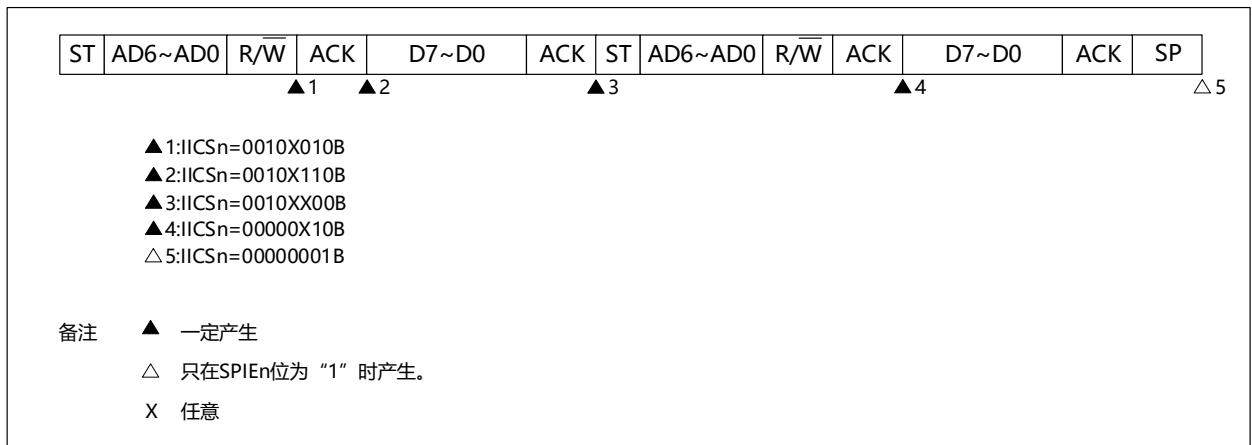 ST AD6~AD0 R/W̅ ACK D7~D0 ACK ST AD6~AD0 R/W̅ ACK D7~D0 ACK SP
▲1 ▲2 ▲3 ▲4 △5
▲1:IICSn=0010X010B
▲2:IICSn=0010X110B
▲3:IICSn=0010XX00B
▲4:IICSn=00000X10B
△5:IICSn=00000001B
备注 ▲ 一定产生
△ 只在SPIEn位为“1”时产生。
X 任意